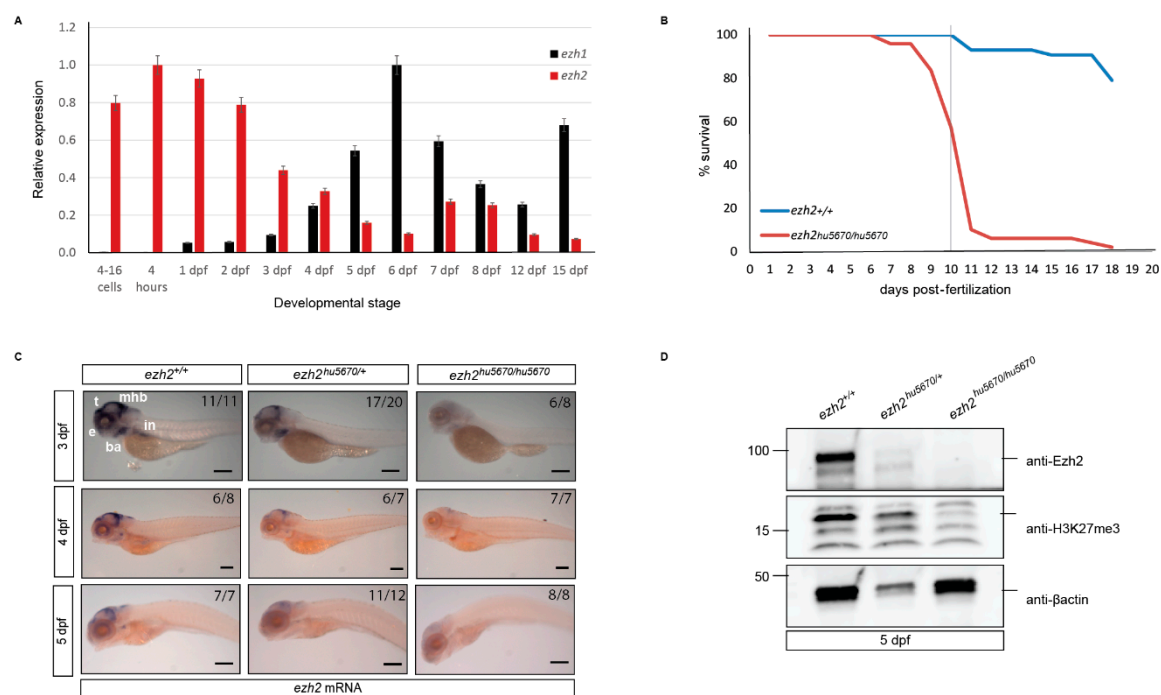 A
1.2
1.0
0.8
0.6
0.4
0.2
0.0
Relative expression
ezh1
ezh2
4-16 cells
4 hours
1 dpf
2 dpf
3 dpf
4 dpf
5 dpf
6 dpf
7 dpf
8 dpf
12 dpf
15 dpf
Developmental stage
B
100
80
60
40
20
0
% survival
ezh2+/+
ezh2hu5670/hu5670
0 1 2 3 4 5 6 7 8 9 10 11 12 13 14 15 16 17 18 19 20
days post-fertilization
C
ezh2+/+
ezh2hu5670/+
ezh2hu5670/hu5670
3 dpf
t
mhb
e
in
ba
11/11
17/20
6/8
4 dpf
6/8
6/7
7/7
5 dpf
7/7
11/12
8/8
ezh2 mRNA
D
ezh2+/+
ezh2hu5670/+
ezh2hu5670/hu5670
100
anti-Ezh2
15
anti-H3K27me3
50
anti-βactin
5 dpf